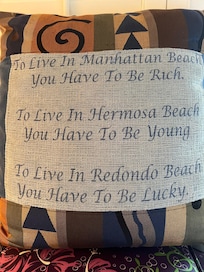 To Live In Manhattan Beach
You Have To Be Rich.
To Live In Hermosa Beach
You Have To Be Young
To Live In Redondo Beach
You Have To Be Lucky.